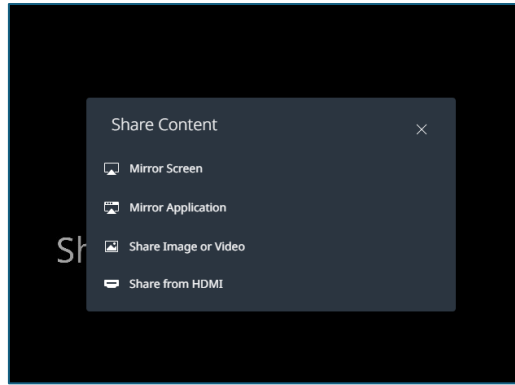 Share Content
Mirror Screen
Mirror Application
Share Image or Video
Share from HDMI